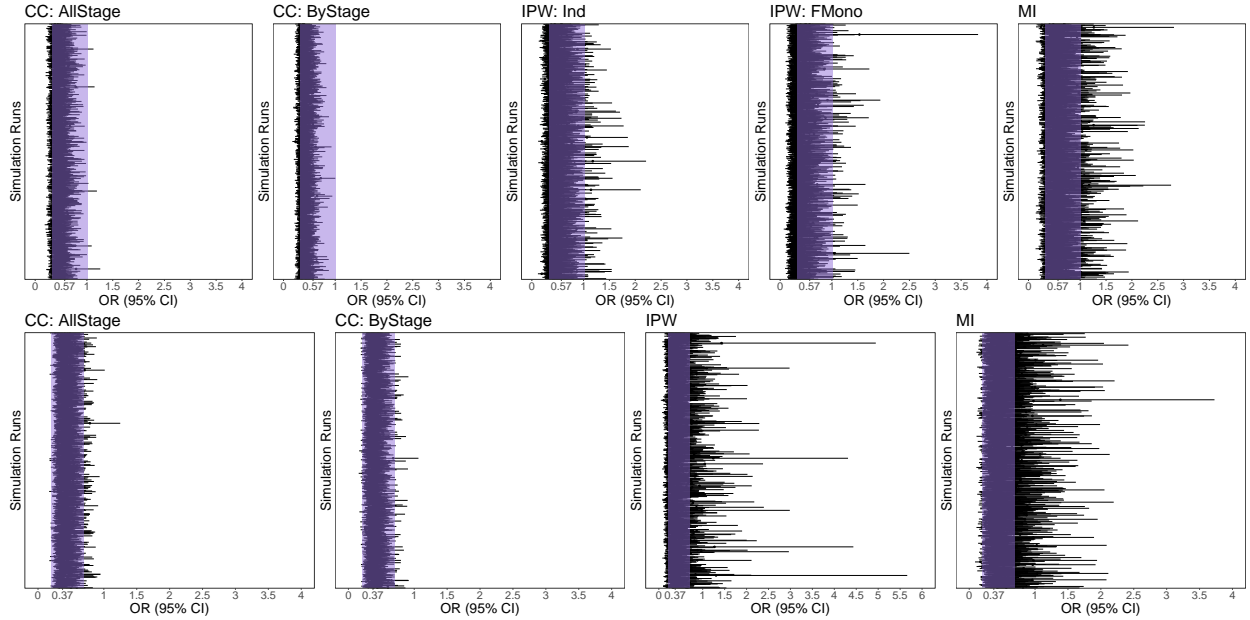 CC: AllStage
CC: ByStage
IPW: Ind
IPW: FMono
MI
Simulation Runs
Simulation Runs
Simulation Runs
Simulation Runs
Simulation Runs
0 0.57 1 1.5 2 2.5 3 3.5 4
0 0.57 1 1.5 2 2.5 3 3.5 4
0 0.57 1 1.5 2 2.5 3 3.5 4
0 0.57 1 1.5 2 2.5 3 3.5 4
0 0.57 1 1.5 2 2.5 3 3.5 4
OR (95% CI)
OR (95% CI)
OR (95% CI)
OR (95% CI)
OR (95% CI)
CC: AllStage
CC: ByStage
IPW
MI
Simulation Runs
Simulation Runs
Simulation Runs
Simulation Runs
0 0.37 1 1.5 2 2.5 3 3.5 4
0 0.37 1 1.5 2 2.5 3 3.5 4
0 0.37 1 1.5 2 2.5 3 3.5 4 4.5 5 5.5 6
0 0.37 1 1.5 2 2.5 3 3.5 4
OR (95% CI)
OR (95% CI)
OR (95% CI)
OR (95% CI)